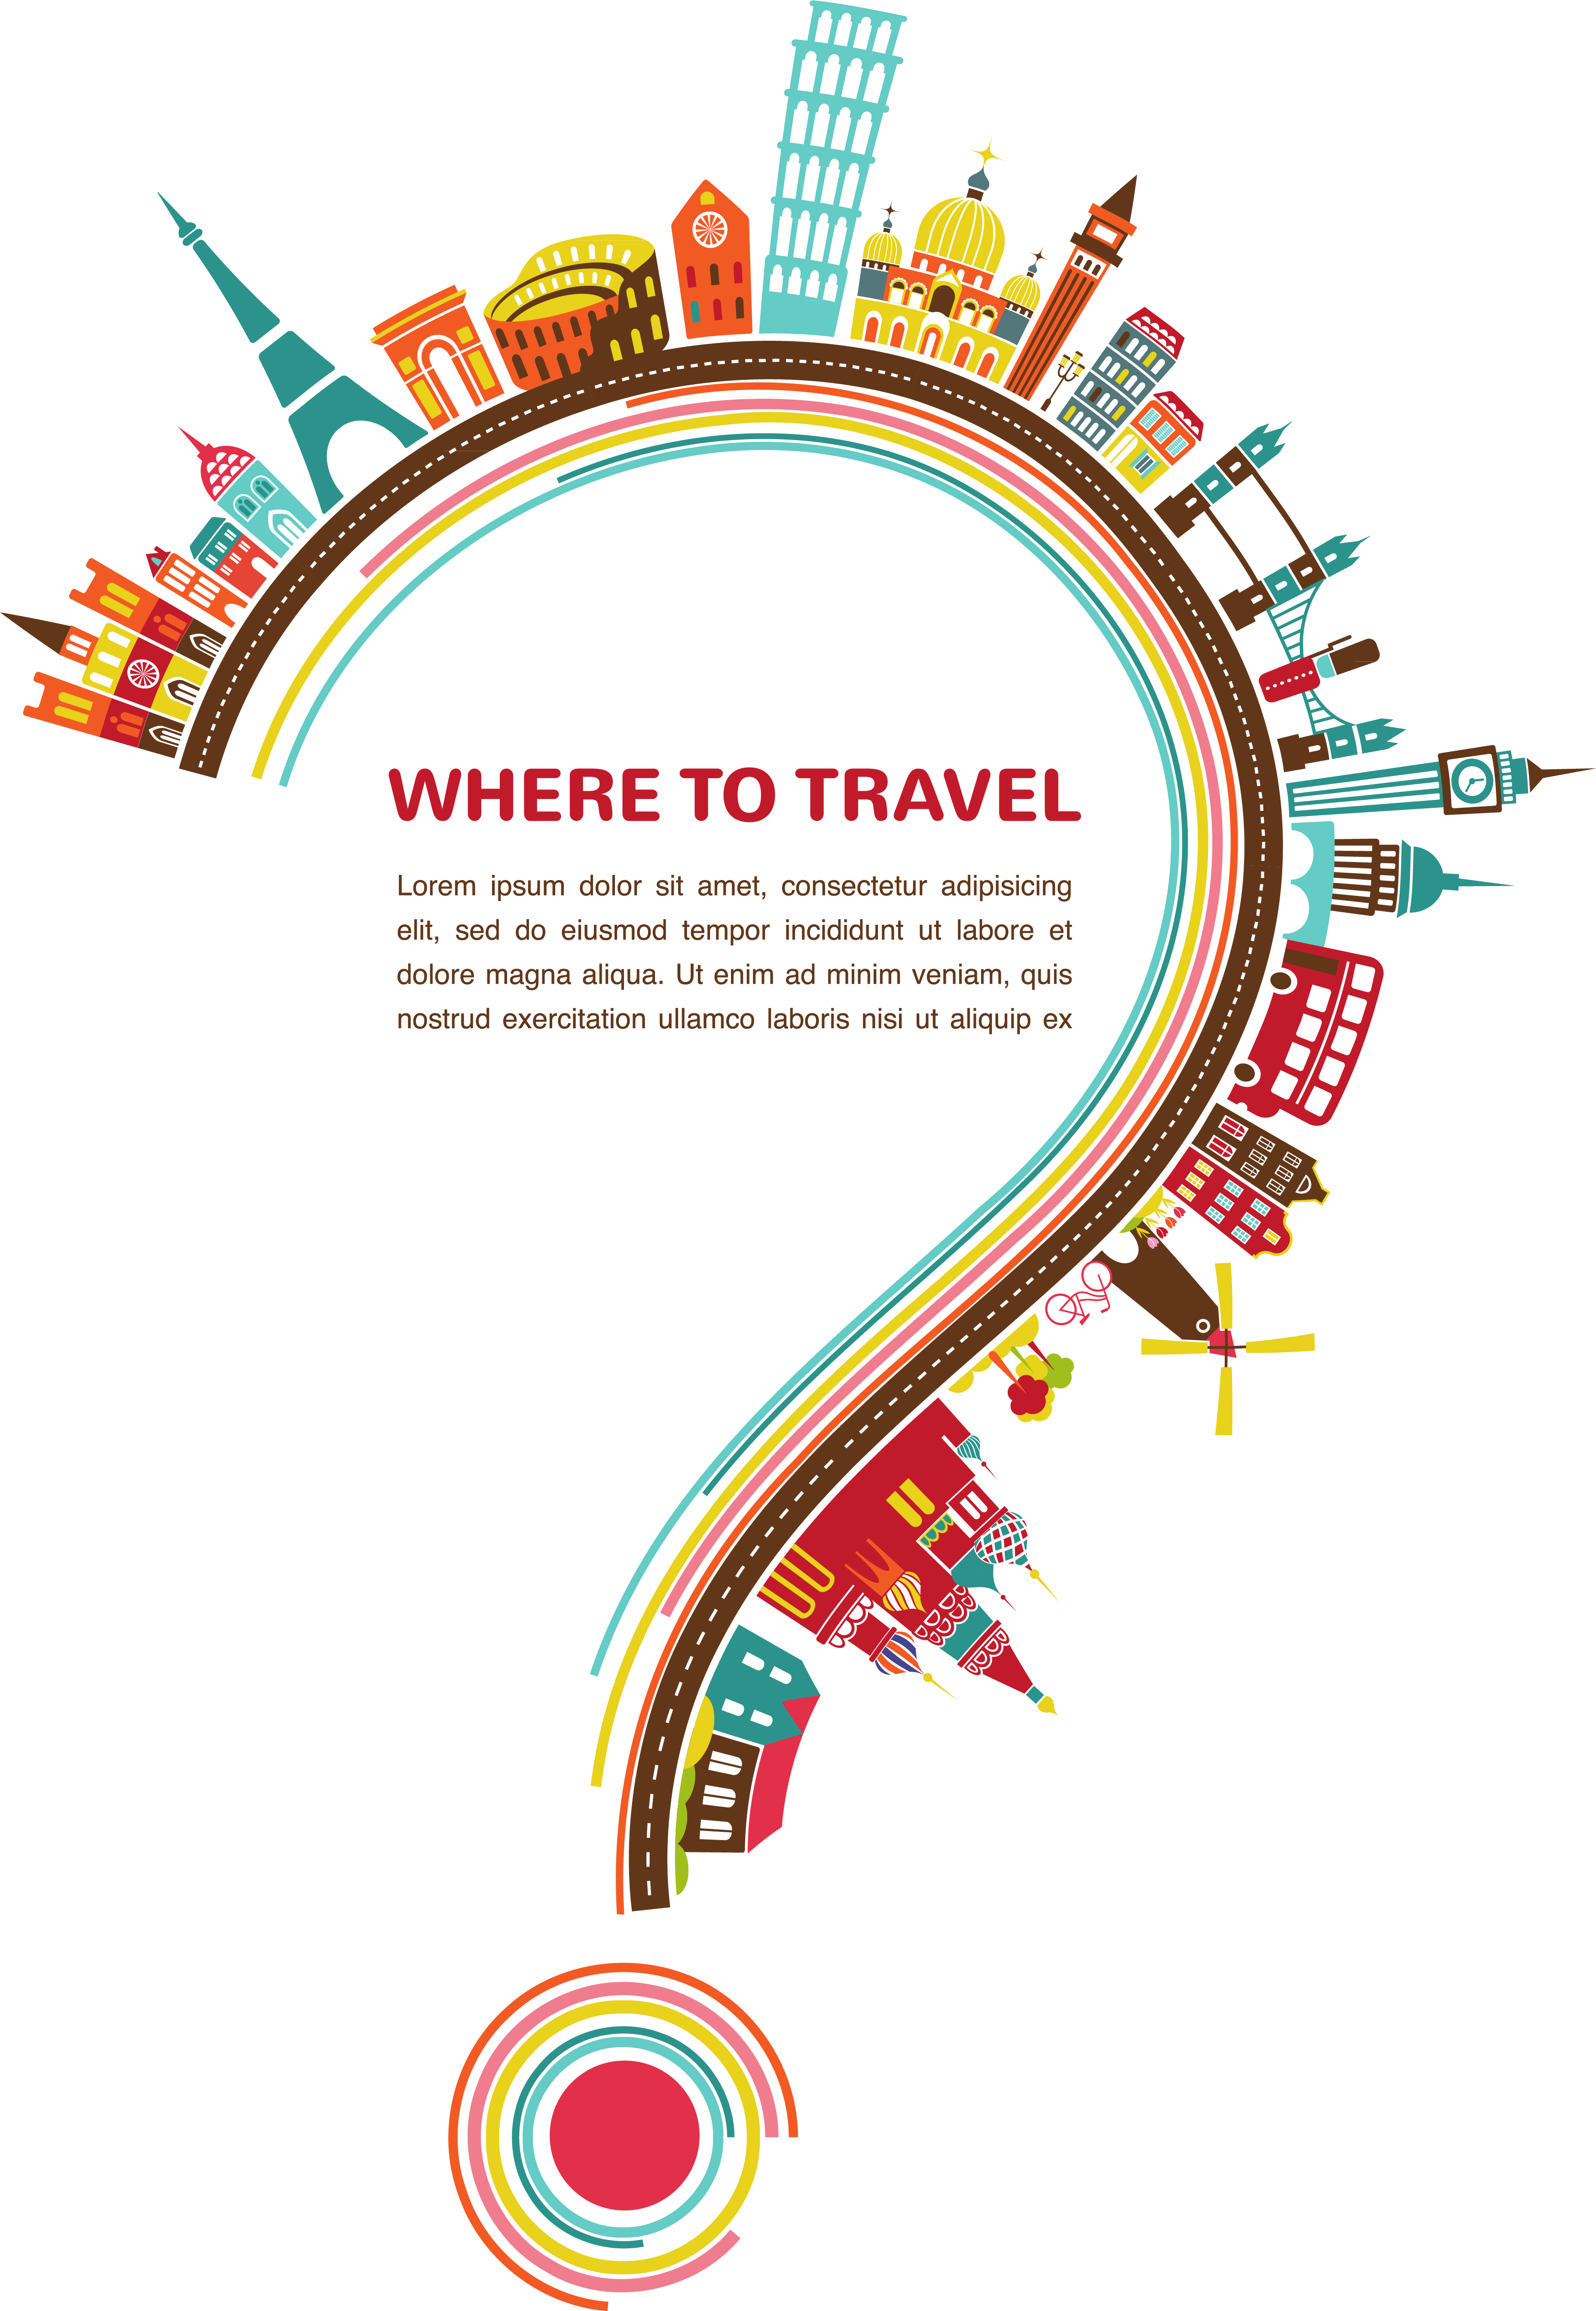 WHERE TO TRAVEL
Lorem ipsum dolor sit amet, consectetur adipisicing
elit, sed do eiusmod tempor incididunt ut labore et
dolore magna aliqua. Ut enim ad minim veniam, quis
nostrud exercitation ullamco laboris nisi ut aliquip ex